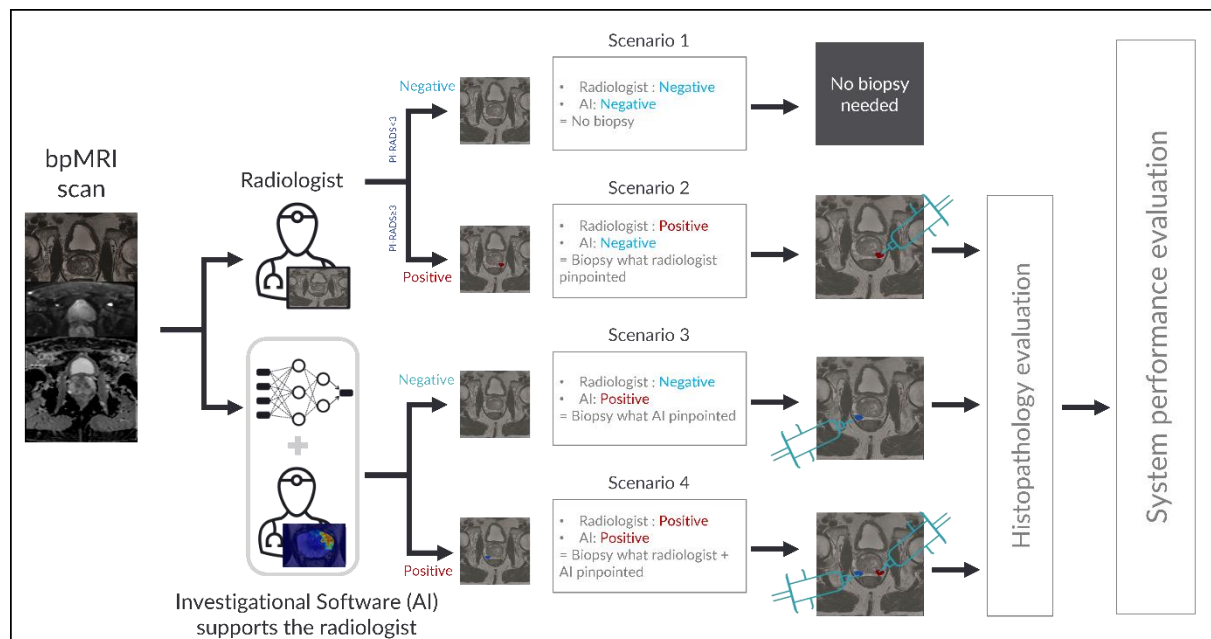 bpMRI
scan
Radiologist
Investigational Software (AI)
supports the radiologist
Negative
PI-RADS<3
PI-RADS≥3
Positive
Negative
Positive
Scenario 1
• Radiologist : Negative
• AI: Negative
= No biopsy
No biopsy
needed
Scenario 2
• Radiologist : Positive
• AI: Negative
= Biopsy what radiologist
pinpointed
Scenario 3
• Radiologist : Negative
• AI: Positive
= Biopsy what AI pinpointed
Scenario 4
• Radiologist : Positive
• AI: Positive
= Biopsy what radiologist +
AI pinpointed
Histopathology evaluation
System performance evaluation